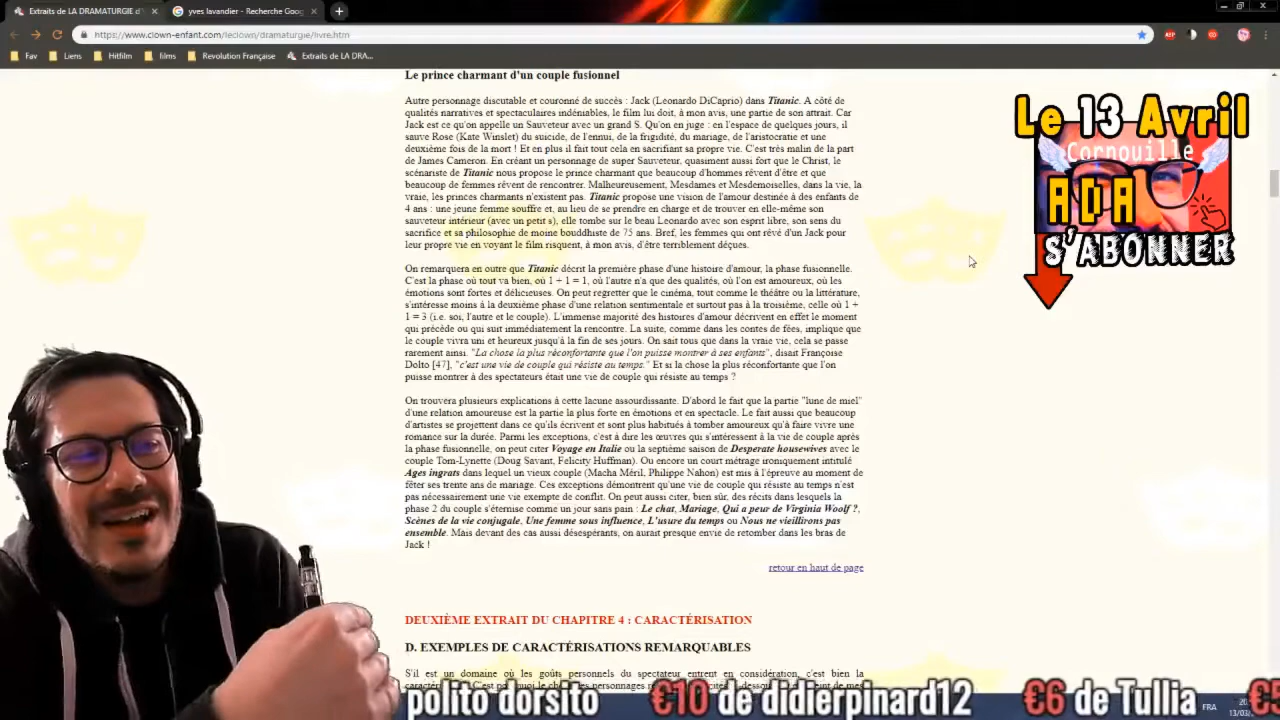 Extraits de LA DRAMATURGIE d'
yves lavandier - Recherche Goo
https://www.clown-enfant.com/leclown/dramaturgie/livre.htm
Fav
Liens
Hitfilm
films
Revolution Française
Extraits de LA DRA...
Le prince charmant d'un couple fusionnel
Autre personnage discutable et couronné de succès : Jack (Leonardo DiCaprio) dans Titanic. A côté de
qualités narratives et spectaculaires indéniables, le film lui doit, à mon avis, une partie de son attrait. Car
Jack est ce qu'on appelle un Sauveteur avec un grand S. Qu'on en juge : en l'espace de quelques jours, il
sauve Rose (Kate Winslet) du suicide, de l'ennui, de la frigidité, du mariage, de l'aristocratie et une
deuxième fois de la mort ! Et en plus il fait tout cela en sacrifiant sa propre vie. C'est très malin de la part
de James Cameron. En créant un personnage de super Sauveteur, quasiment aussi fort que le Christ, le
scénariste de Titanic nous propose le prince charmant que beaucoup d'hommes rêvent d'être et que
beaucoup de femmes rêvent de rencontrer. Malheureusement, Mesdames et Mesdemoiselles, dans la vie, la
vraie, les princes charmants n'existent pas. Titanic propose une vision de l'amour destinée à des enfants de
4 ans : une jeune femme souffre et, au lieu de se prendre en charge et de trouver en elle-même son
sauveteur intérieur (avec un petit s), elle tombe sur le beau Leonardo avec son esprit libre, son sens du
sacrifice et sa philosophie de moine bouddhiste de 75 ans. Bref, les femmes qui ont rêvé d'un Jack pour
leur propre vie en voyant le film risquent, à mon avis, d'être terriblement déçues.
On remarquera en outre que Titanic décrit la première phase d'une histoire d'amour, la phase fusionnelle.
C'est la phase où tout va bien, où 1 + 1 = 1, où l'autre n'a que des qualités, où l'on est amoureux, où les
émotions sont fortes et délicieuses. On peut regretter que le cinéma, tout comme le théâtre ou la littérature,
s'intéresse moins à la deuxième phase d'une relation sentimentale et surtout pas à la troisième, celle où 1 +
1 = 3 (i.e. soi, l'autre et le couple). L'immense majorité des histoires d'amour décrivent en effet le moment
qui précède ou qui suit immédiatement la rencontre. La suite, comme dans les contes de fées, implique que
le couple vivra uni et heureux jusqu'à la fin de ses jours. On sait tous que dans la vraie vie, cela se passe
rarement ainsi. "La chose la plus réconfortante que l'on puisse montrer à ses enfants", disait Françoise
Dolto [47], "c'est une vie de couple qui résiste au temps." Et si la chose la plus réconfortante que l'on
puisse montrer à des spectateurs était une vie de couple qui résiste au temps ?
On trouvera plusieurs explications à cette lacune assourdissante. D'abord le fait que la partie "lune de miel"
d'une relation amoureuse est la partie la plus forte en émotions et en spectacle. Le fait aussi que beaucoup
d'artistes se projettent dans ce qu'ils écrivent et sont plus habitués à tomber amoureux qu'à faire vivre une
romance sur la durée. Parmi les exceptions, c'est à dire les œuvres qui s'intéressent à la vie de couple après
la phase fusionnelle, on peut citer Voyage en Italie ou la septième saison de Desperate housewives avec le
couple Tom-Lynette (Doug Savant, Felicity Huffman). Ou encore un court métrage ironiquement intitulé
Ages ingrats dans lequel un vieux couple (Macha Méril, Philippe Nahon) est mis à l'épreuve au moment de
fêter ses trente ans de mariage. Ces exceptions démontrent qu'une vie de couple qui résiste au temps n'est
pas nécessairement une vie exempte de conflit. On peut aussi citer, bien sûr, des récits dans lesquels la
phase 2 du couple s'éternise comme un jour sans pain : Le chat, Mariage, Qui a peur de Virginia Woolf ?,
Scènes de la vie conjugale, Une femme sous influence, L'usure du temps ou Nous ne vieillirons pas
ensemble. Mais devant des cas aussi désespérants, on aurait presque envie de retomber dans les bras de
Jack !
retour en haut de page
DEUXIÈME EXTRAIT DU CHAPITRE 4 : CARACTÉRISATION
D. EXEMPLES DE CARACTÉRISATIONS REMARQUABLES
S'il est un domaine où les goûts personnels du spectateur entrent en considération, c'est bien la
Le 13 Avril
Cornouille
ADA
S'ABONNER
polito dorsito €10 de didierpinard12 €6 de Tullia €5
FRA
13/03/